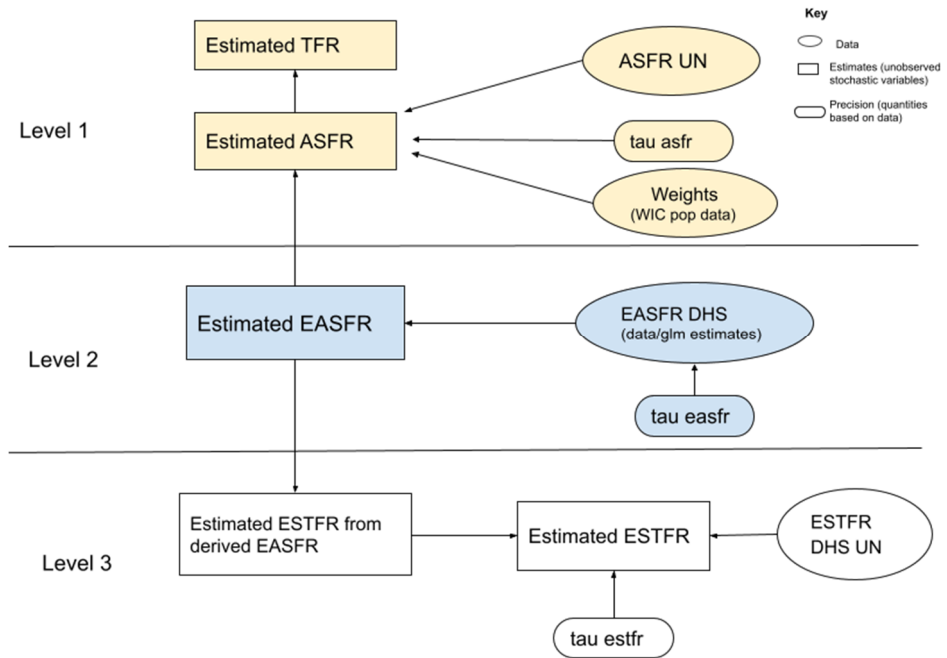 Key
Data
Estimates (unobserved
stochastic variables)
Precision (quantities
based on data)
Level 1
Estimated TFR
ASFR UN
Estimated ASFR
tau asfr
Weights
(WIC pop data)
Level 2
Estimated EASFR
EASFR DHS
(data/glm estimates)
tau easfr
Level 3
Estimated ESTFR from
derived EASFR
Estimated ESTFR
ESTFR
DHS UN
tau estfr